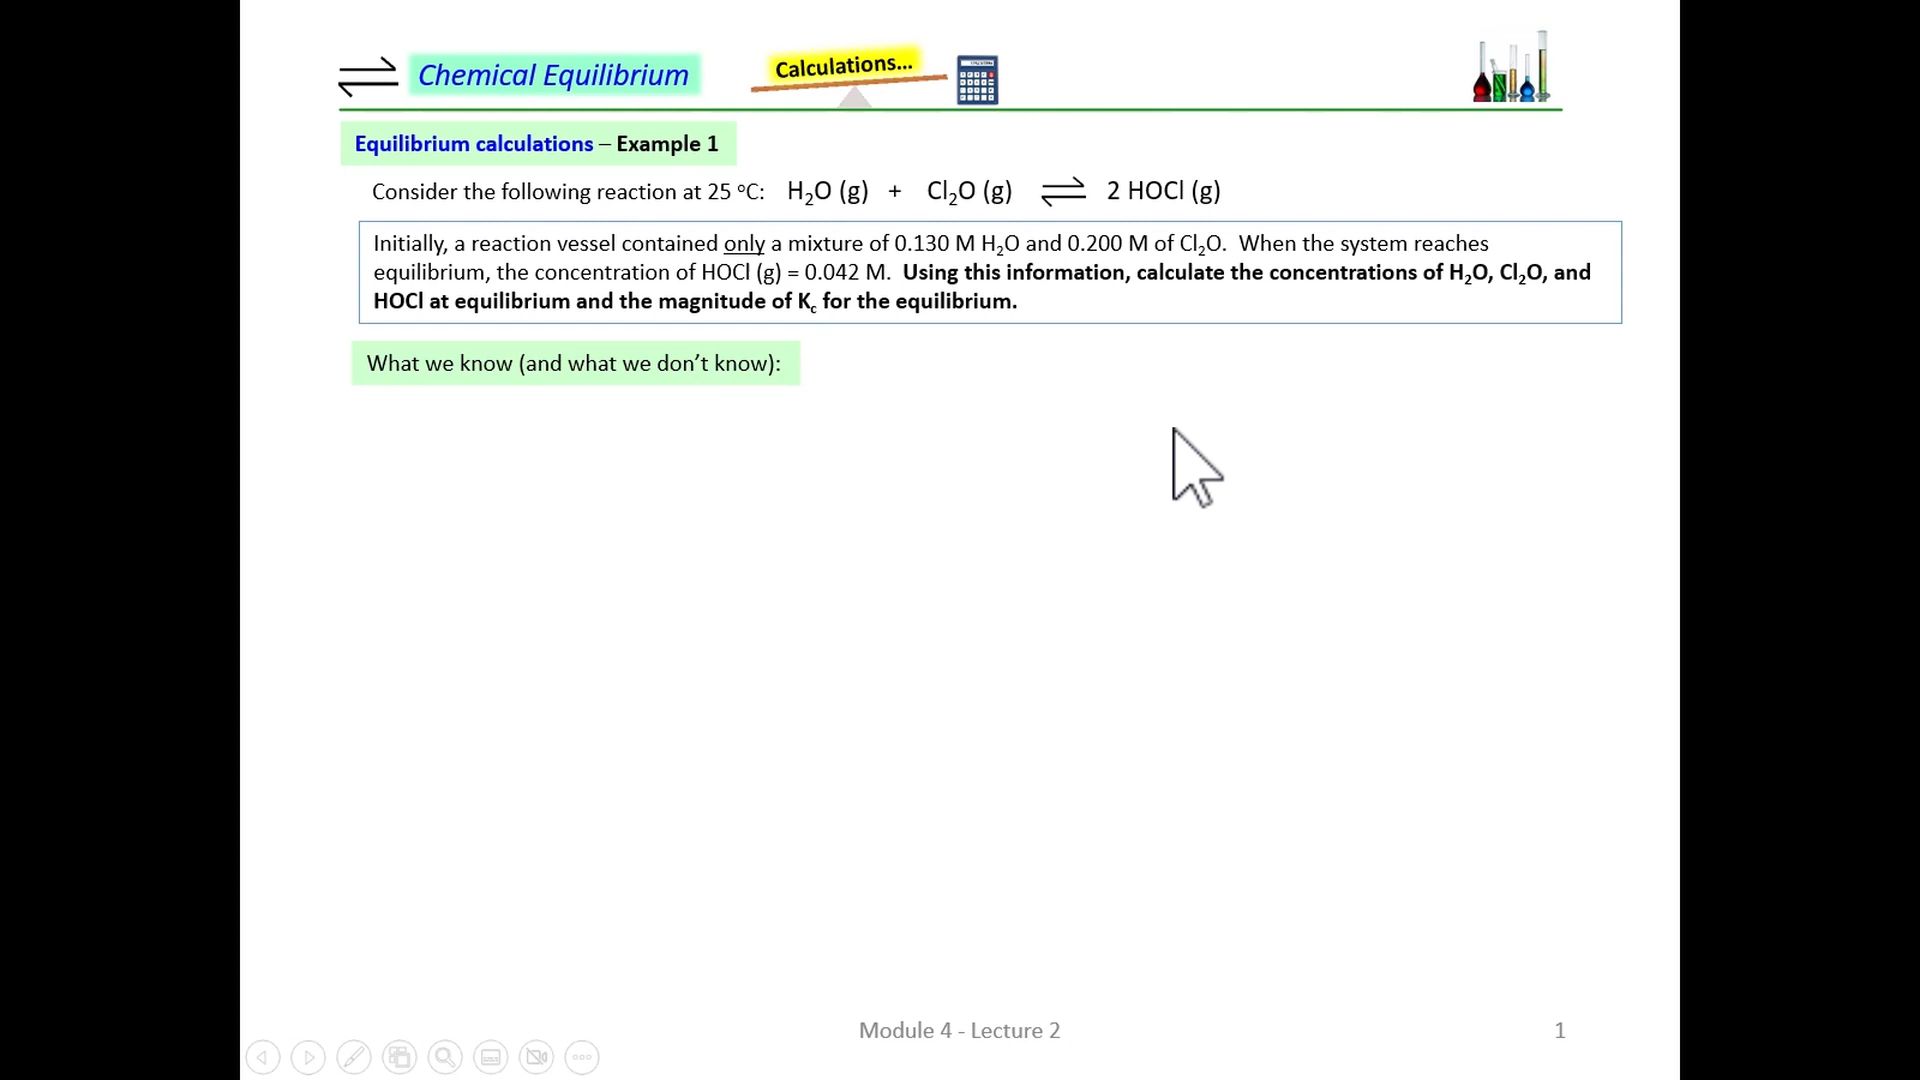 Chemical Equilibrium
Calculations...
Equilibrium calculations – Example 1
Consider the following reaction at 25 °C: H₂O (g) + Cl₂O (g) ⇌ 2 HOCl (g)
Initially, a reaction vessel contained only a mixture of 0.130 M H₂O and 0.200 M of Cl₂O. When the system reaches
equilibrium, the concentration of HOCl (g) = 0.042 M. Using this information, calculate the concentrations of H₂O, Cl₂O, and
HOCl at equilibrium and the magnitude of K꜀ for the equilibrium.
What we know (and what we don’t know):
Module 4 - Lecture 2
1